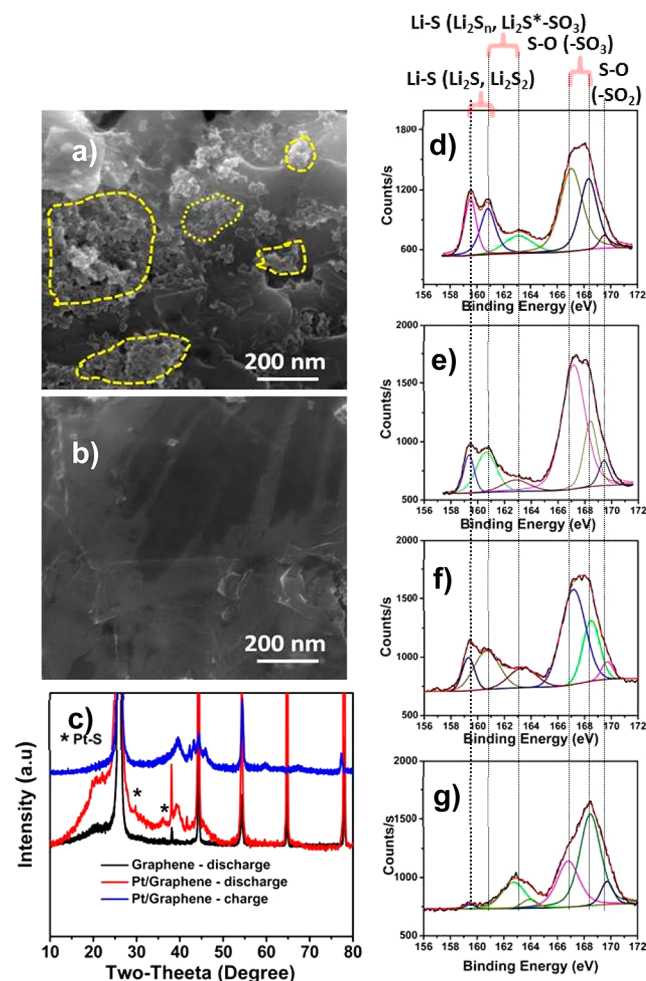 Li-S (Li₂Sₙ, Li₂S*-SO₃)
S-O (-SO₃)
S-O
(-SO₂)
Li-S (Li₂S, Li₂S₂)
a)
200 nm
b)
200 nm
c)
* Pt-S
*
*
Intensity (a.u)
Graphene - discharge
Pt/Graphene - discharge
Pt/Graphene - charge
10 20 30 40 50 60 70 80
Two-Theeta (Degree)
d)
Counts/s
1800
1200
600
156 158 160 162 164 166 168 170 172
Binding Energy (eV)
e)
Counts/s
2000
1500
1000
500
156 158 160 162 164 166 168 170 172
Binding Energy (eV)
f)
Counts/s
2000
1500
1000
500
156 158 160 162 164 166 168 170 172
Binding Energy (eV)
g)
Counts/s
2000
1500
1000
500
156 158 160 162 164 166 168 170 172
Binding Energy (eV)